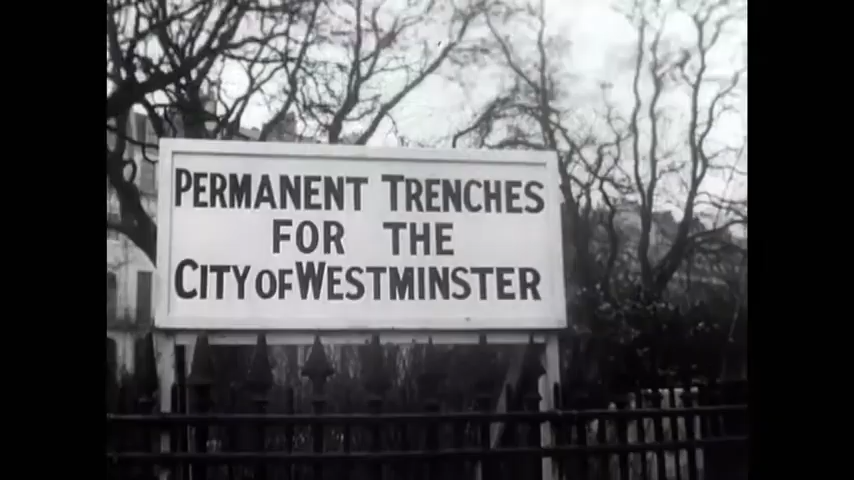 PERMANENT TRENCHES
FOR THE
CITY OF WESTMINSTER